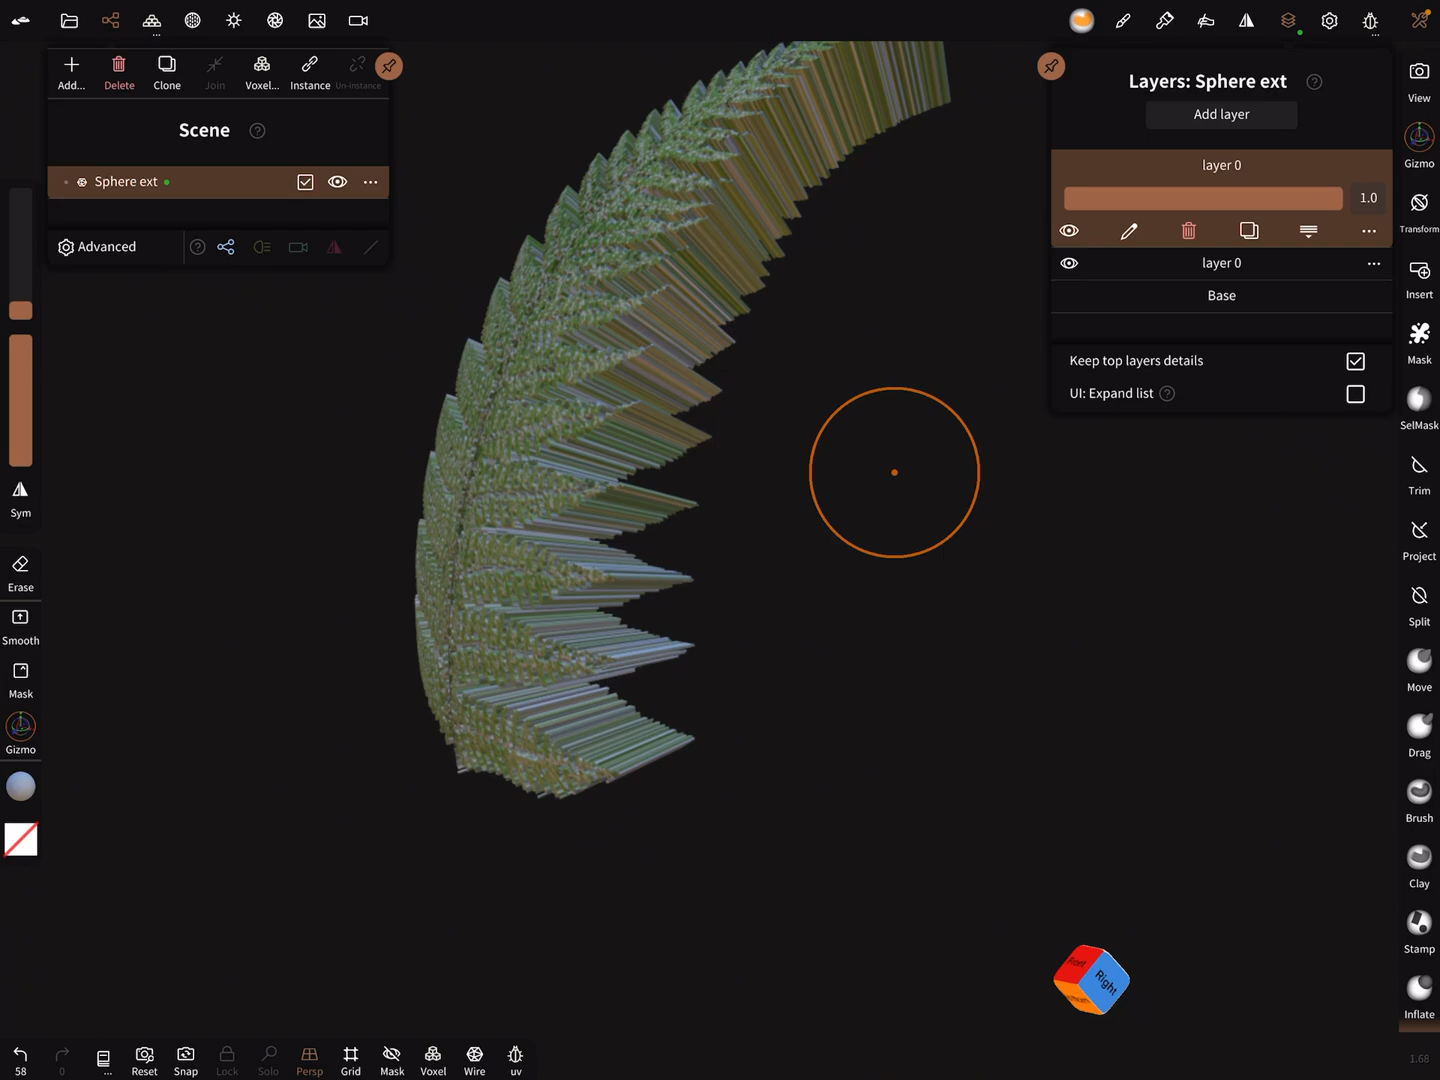 Add...
Delete
Clone
Join
Voxel...
Instance
Un-instance
Scene
Sphere ext
Advanced
Sym
Erase
Smooth
Mask
Gizmo
Layers: Sphere ext
Add layer
layer 0
1.0
layer 0
Base
Keep top layers details
UI: Expand list
View
Gizmo
Transform
Insert
Mask
SelMask
Trim
Project
Split
Move
Drag
Brush
Clay
Stamp
Inflate
1.68
Front
Right
58
0
...
Reset
Snap
Lock
Solo
Persp
Grid
Mask
Voxel
Wire
uv